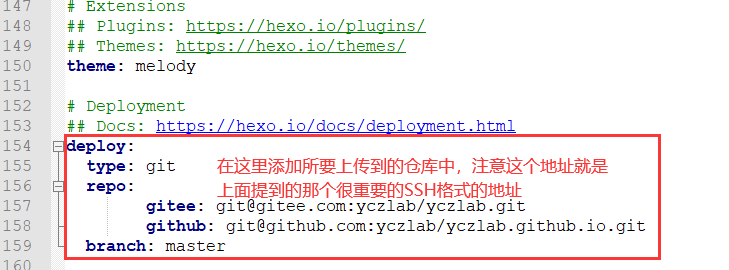 147 # Extensions
148 ## Plugins: https://hexo.io/plugins/
149 ## Themes: https://hexo.io/themes/
150 theme: melody
151
152 # Deployment
153 ## Docs: https://hexo.io/docs/deployment.html
154 deploy:
155 type: git 在这里添加所要上传到的仓库中，注意这个地址就是
156 repo: 上面提到的那个很重要的SSH格式的地址
157 gitee: git@gitee.com:yczlab/yczlab.git
158 github: git@github.com:yczlab/yczlab.github.io.git
159 branch: master
160